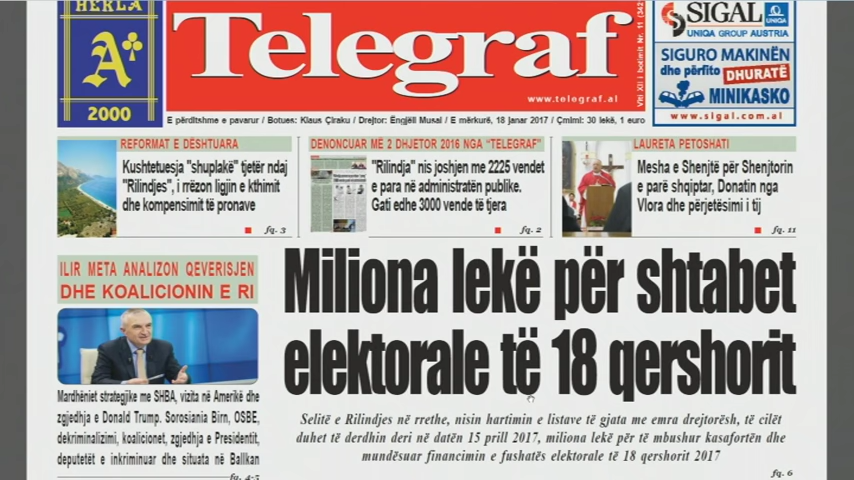 HERLA
2000
Telegraf
www.telegraf.al
Viti XII i botimit Nr. 11
SIGAL
UNIQA
UNIQA GROUP AUSTRIA
SIGURO MAKINËN
dhe përfito DHURATË
MINIKASKO
www.sigal.com.al
E përditshme e pavarur / Botues: Klaus Çiraku / Drejtor: Engjëll Musai / E mërkurë, 18 janar 2017 / Çmimi: 30 lekë, 1 euro
REFORMAT E DËSHTUARA
Kushtetuesja "shuplakë" tjetër ndaj
"Rilindjes", i rrëzon ligjin e kthimit
dhe kompensimit të pronave
fq. 3
DENONCUAR MË 2 DHJETOR 2016 NGA "TELEGRAF"
"Rilindja" nis joshjen me 2225 vendet
e para në administratën publike.
Gati edhe 3000 vende të tjera
fq. 2
LAURETA PETOSHATI
Mesha e Shenjtë për Shenjtorin
e parë shqiptar, Donatin nga
Vlora dhe përjetësimi i tij
fq. 11
ILIR META ANALIZON QEVERISJEN
DHE KOALICIONIN E RI
Mardhëniet strategjike me SHBA, vizita në Amerikë dhe
zgjedhja e Donald Trump. Sorosiania Birn, OSBE,
dekriminalizimi, koalicionet, zgjedhja e Presidentit,
deputetët e inkriminuar dhe situata në Ballkan
fq. 4-5
Miliona lekë për shtabet
elektorale të 18 qershorit
Selitë e Rilindjes në rrethe, nisin hartimin e listave të gjata me emra drejtorësh, të cilët
duhet të derdhin deri në datën 15 prill 2017, miliona lekë për të mbushur kasafortën dhe
mundësuar financimin e fushatës elektorale të 18 qershorit 2017
fq. 6